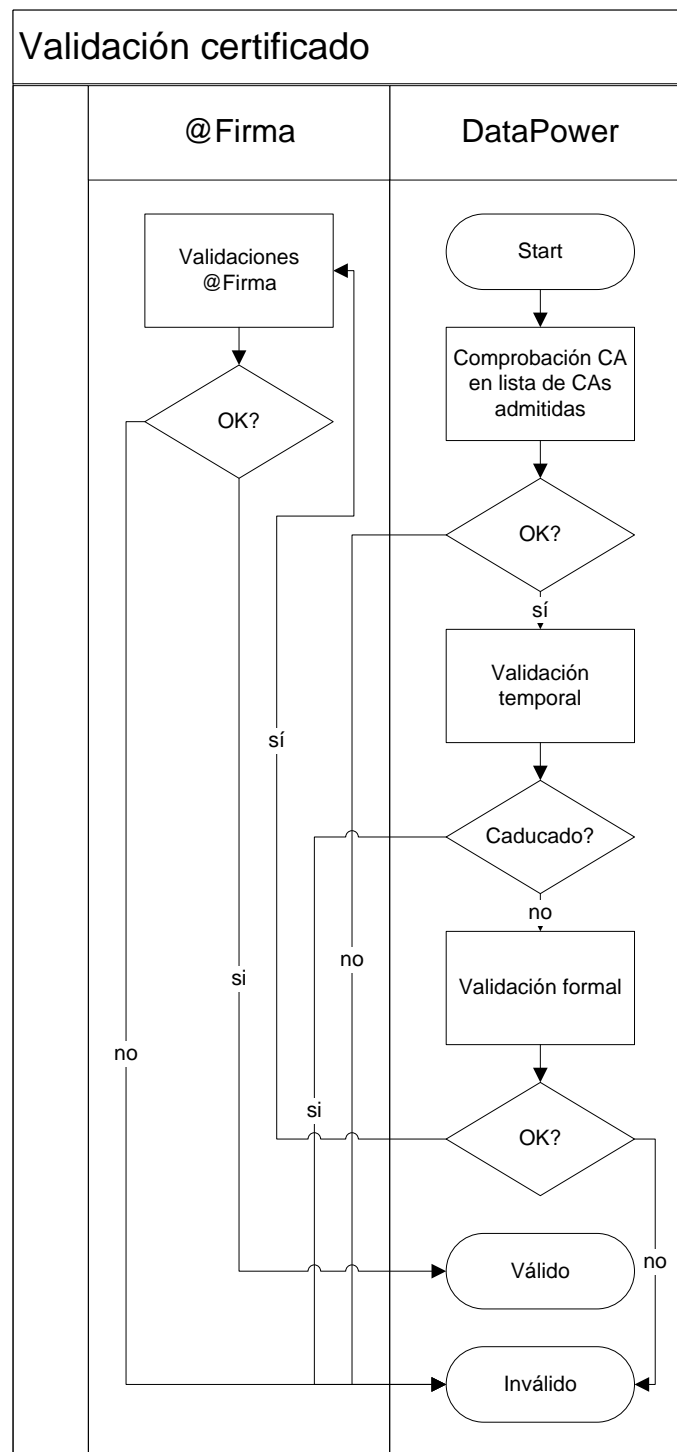 Validación certificado
@Firma
DataPower
Validaciones
@Firma
OK?
Start
Comprobación CA
en lista de CAs
admitidas
OK?
sí
Validación
temporal
sí
Caducado?
no
Validación formal
no
si
no
si
OK?
no
Válido
Inválido